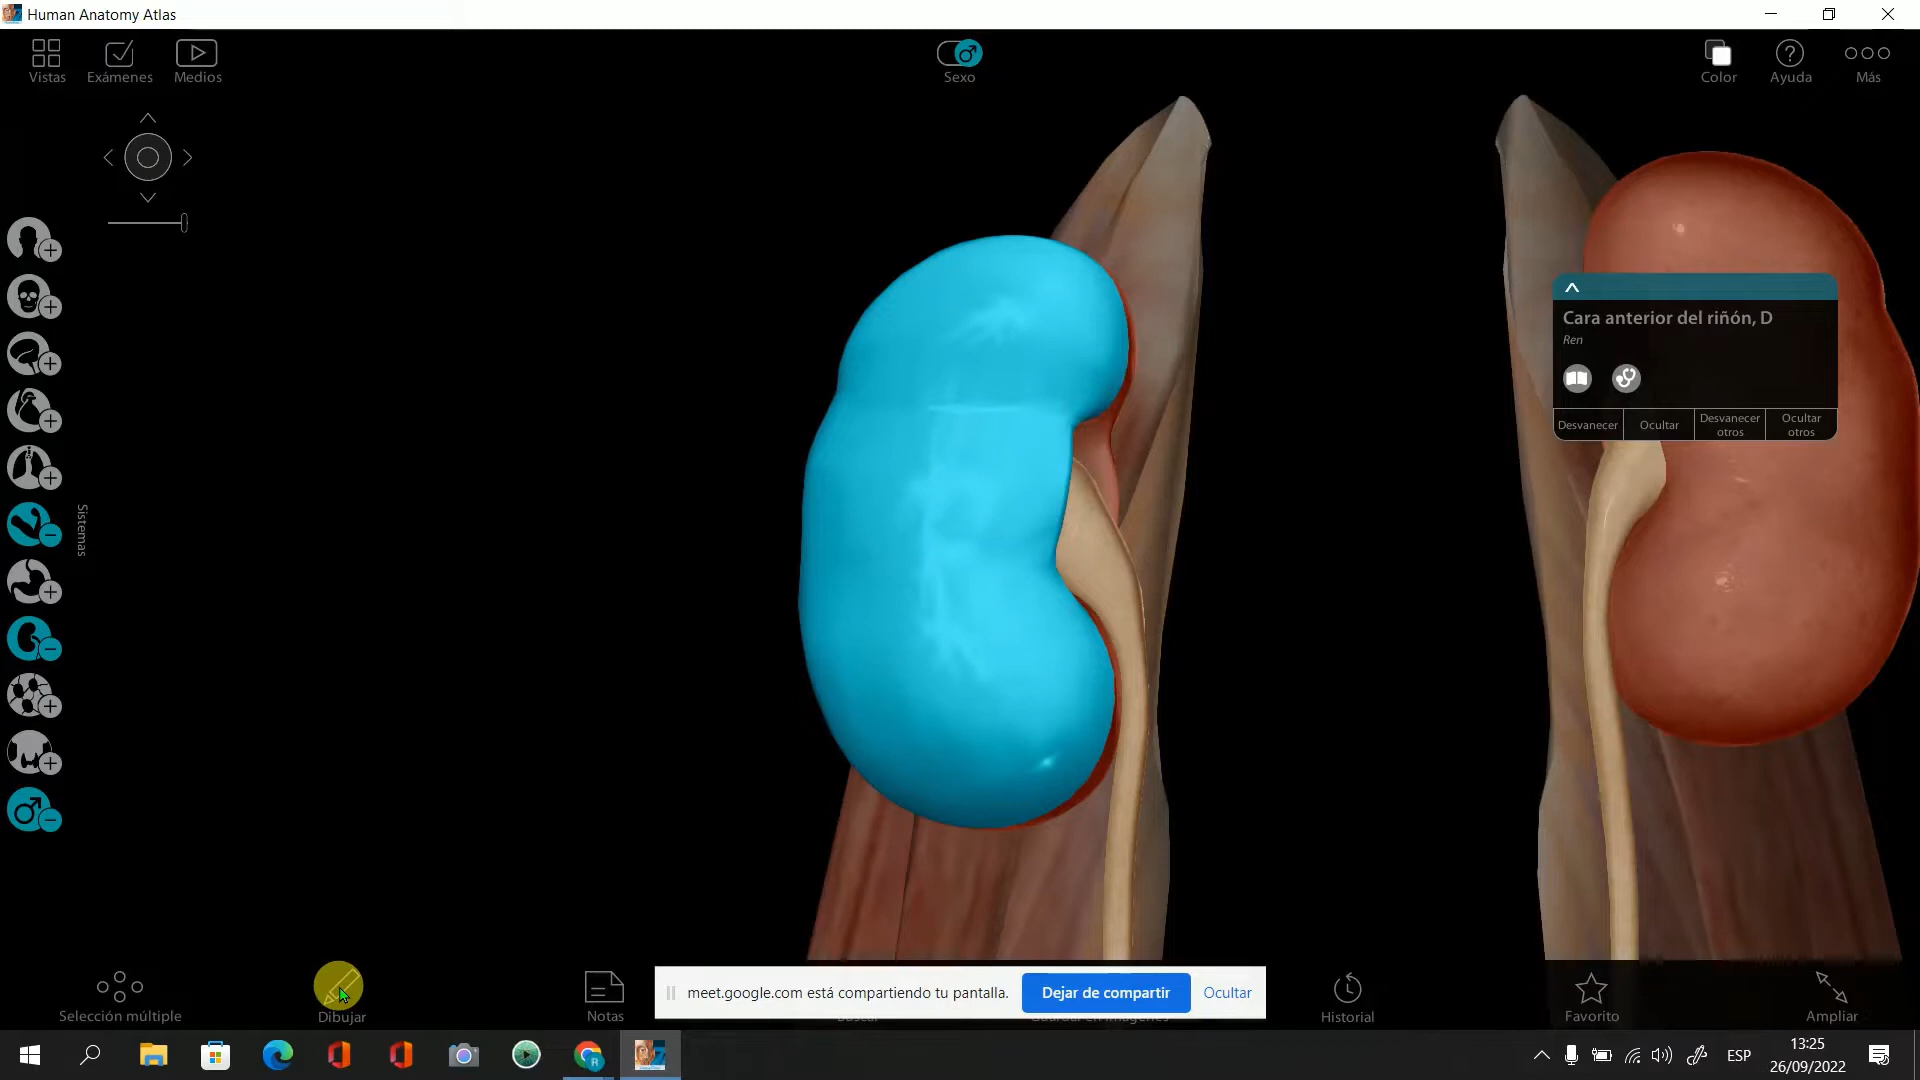 Human Anatomy Atlas
Vistas
Exámenes
Medios
Sexo
Color
Ayuda
Más
Sistemas
Cara anterior del riñón, D
Ren
Desvanecer
Ocultar
Desvanecer
otros
Ocultar
otros
Selección múltiple
Dibujar
Notas
meet.google.com está compartiendo tu pantalla.
Dejar de compartir
Ocultar
Historial
Favorito
Ampliar
ESP
13:25
26/09/2022